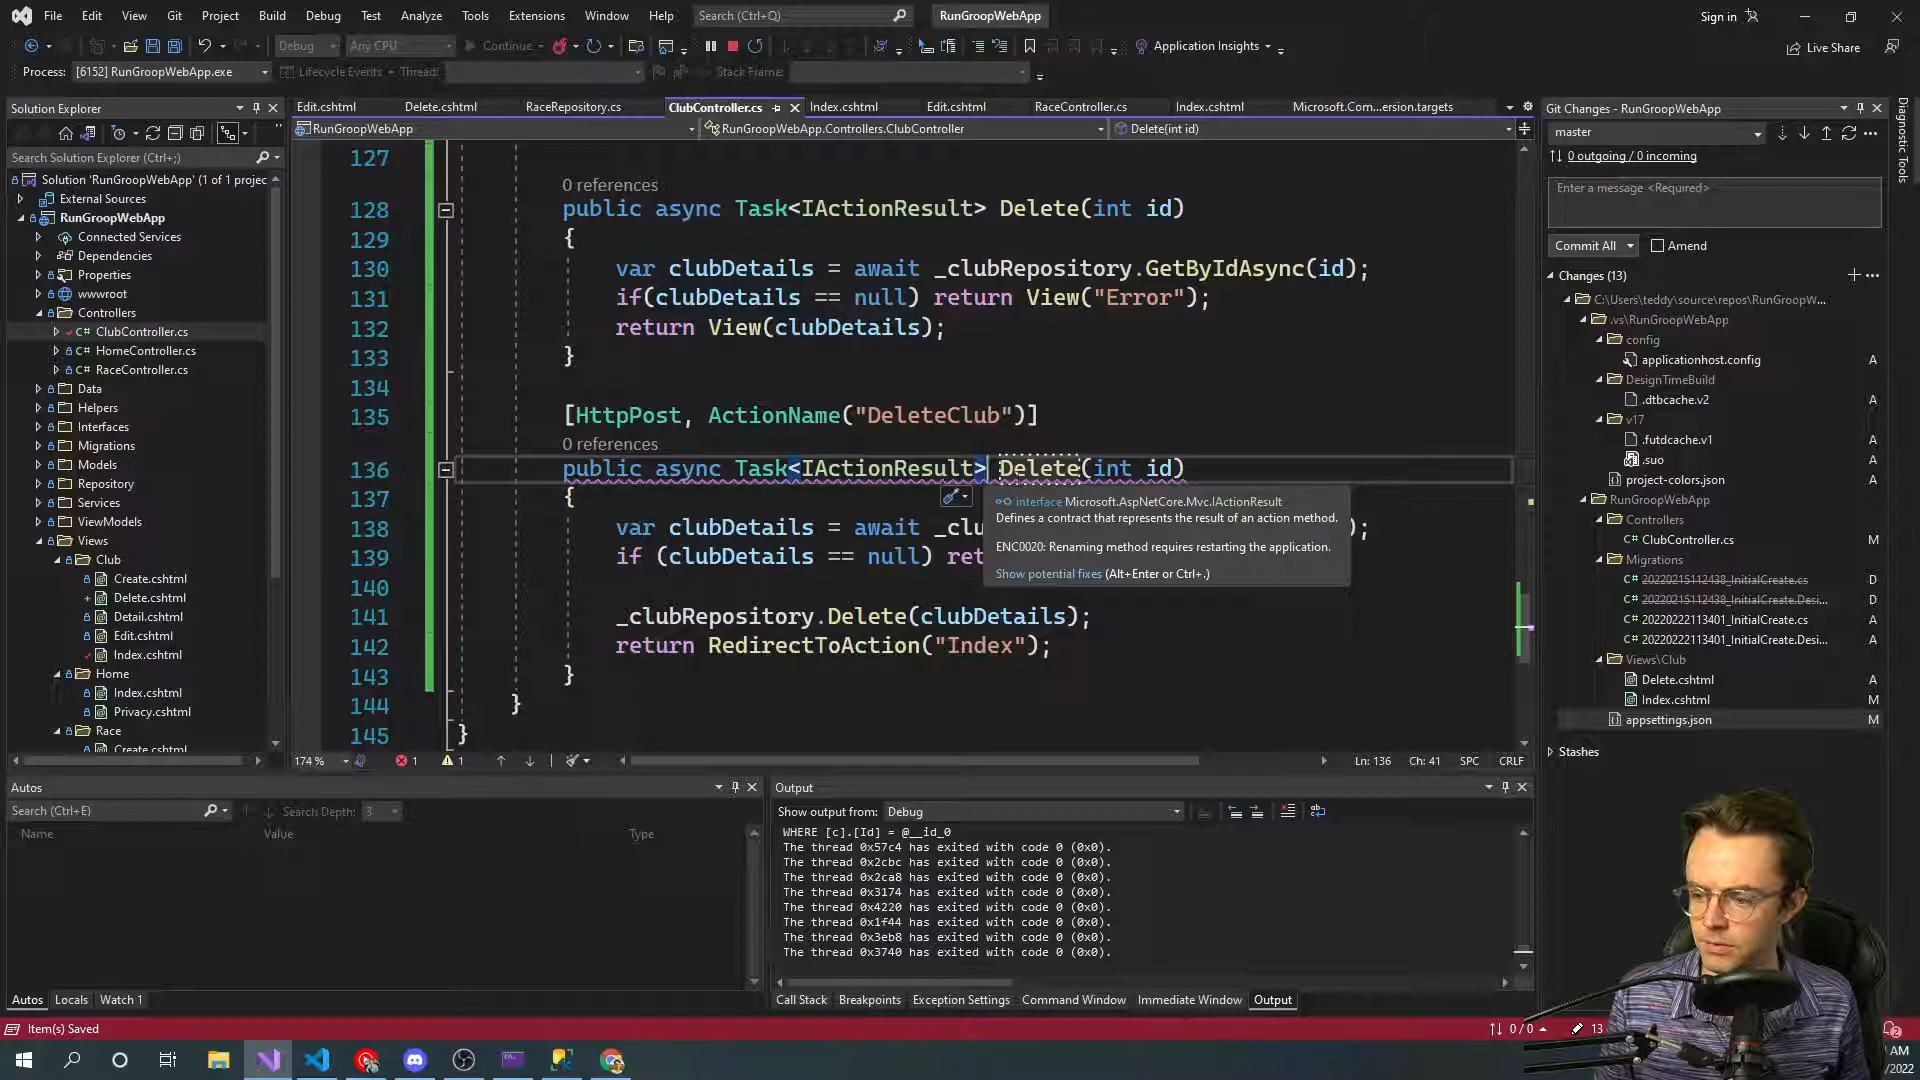 File Edit View Git Project Build Debug Test Analyze Tools Extensions Window Help Search (Ctrl+Q) RunGroopWebApp Sign in
Debug Any CPU Continue Application Insights Live Share
Process: [6152] RunGroopWebApp.exe Lifecycle Events Thread: Stack Frame:
Solution Explorer
Search Solution Explorer (Ctrl+;)
Solution 'RunGroopWebApp' (1 of 1 projec
External Sources
RunGroopWebApp
Connected Services
Dependencies
Properties
wwwroot
Controllers
C# ClubController.cs
C# HomeController.cs
C# RaceController.cs
Data
Helpers
Interfaces
Migrations
Models
Repository
Services
ViewModels
Views
Club
Create.cshtml
Delete.cshtml
Detail.cshtml
Edit.cshtml
Index.cshtml
Home
Index.cshtml
Privacy.cshtml
Race
Create.cshtml
Edit.cshtml Delete.cshtml RaceRepository.cs ClubController.cs Index.cshtml Edit.cshtml RaceController.cs Index.cshtml Microsoft.Com...ersion.targets
RunGroopWebApp RunGroopWebApp.Controllers.ClubController Delete(int id)
127
0 references
128 public async Task<IActionResult> Delete(int id)
129 {
130 var clubDetails = await _clubRepository.GetByIdAsync(id);
131 if(clubDetails == null) return View("Error");
132 return View(clubDetails);
133 }
134
135 [HttpPost, ActionName("DeleteClub")]
0 references
136 public async Task<IActionResult> Delete(int id)
137 {
138 var clubDetails = await _clu );
139 if (clubDetails == null) ret
140
141 _clubRepository.Delete(clubDetails);
142 return RedirectToAction("Index");
143 }
144 }
145 }
interface Microsoft.AspNetCore.Mvc.IActionResult
Defines a contract that represents the result of an action method.
ENC0020: Renaming method requires restarting the application.
Show potential fixes (Alt+Enter or Ctrl+.)
174 % 1 1 Ln: 136 Ch: 41 SPC CRLF
Git Changes - RunGroopWebApp
master
0 outgoing / 0 incoming
Enter a message <Required>
Commit All Amend
Changes (13)
C:\Users\teddy\source\repos\RunGroopW...
.vs\RunGroopWebApp
config
applicationhost.config A
DesignTimeBuild
.dtbcache.v2 A
v17
.futdcache.v1 A
.suo A
project-colors.json A
RunGroopWebApp
Controllers
C# ClubController.cs M
Migrations
C# 20220215112438_InitialCreate.cs D
C# 20220215112438_InitialCreate.Desi... D
C# 20220222113401_InitialCreate.cs A
C# 20220222113401_InitialCreate.Desi... A
Views\Club
Delete.cshtml A
Index.cshtml M
appsettings.json M
Stashes
Diagnostic Tools
Autos
Search (Ctrl+E) Search Depth: 3
Name Value Type
Autos Locals Watch 1
Output
Show output from: Debug
WHERE [c].[Id] = @__id_0
The thread 0x57c4 has exited with code 0 (0x0).
The thread 0x2cbc has exited with code 0 (0x0).
The thread 0x2ca8 has exited with code 0 (0x0).
The thread 0x3174 has exited with code 0 (0x0).
The thread 0x4220 has exited with code 0 (0x0).
The thread 0x1f44 has exited with code 0 (0x0).
The thread 0x3eb8 has exited with code 0 (0x0).
The thread 0x3740 has exited with code 0 (0x0).
Call Stack Breakpoints Exception Settings Command Window Immediate Window Output
Item(s) Saved 0 / 0 13 2
AM
/2022